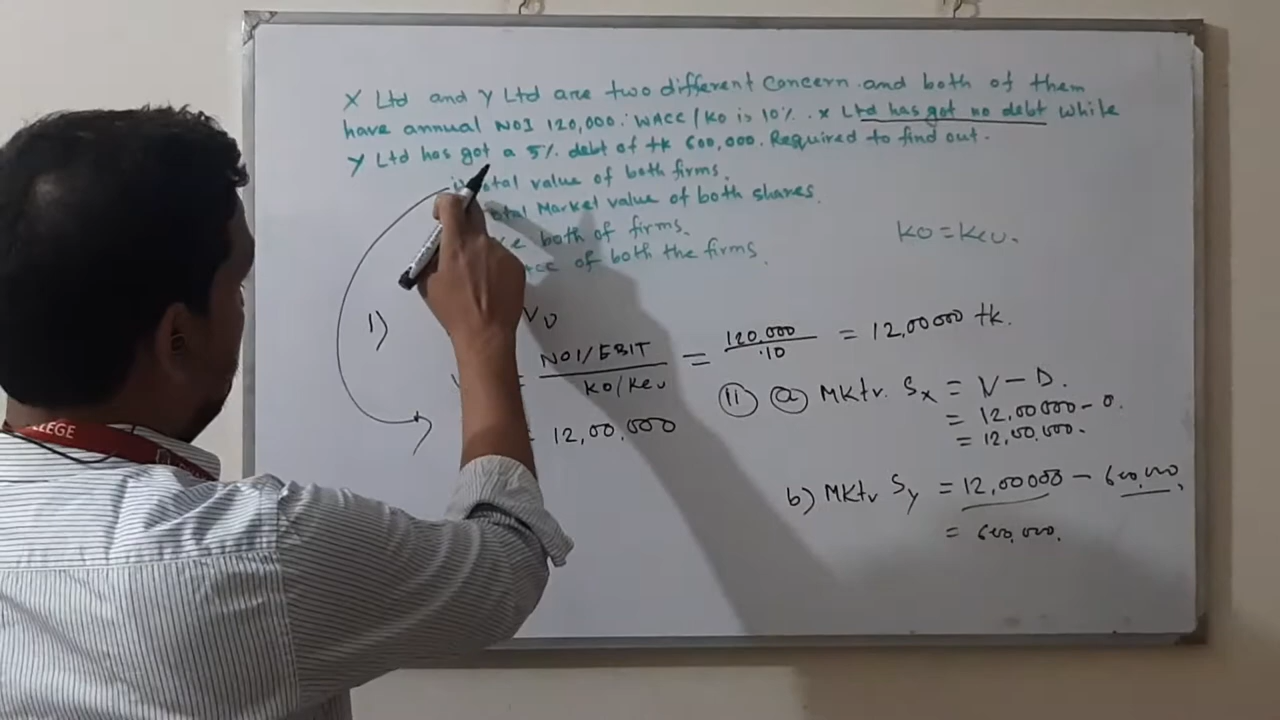 X Ltd and Y Ltd are two different concern and both of them
have annual NOI 120,000. WACC/KO is 10%. X Ltd has got no debt while
Y Ltd has got a 5% debt of tk 600,000. Required to find out.
total value of both firms.
Total Market value of both shares.
both of firms.
of both the firms.
KO = Keu.
1)
NOI/EBIT / KO/Keu = 120,000 / .10 = 12,00000 tk.
= 12,00,000
(11) (a) MKtv. Sx = V - D.
= 12,00000 - 0.
= 12,00,000.
b) MKtv Sy = 12,00000 - 600,000.
= 600,000.
LEGE